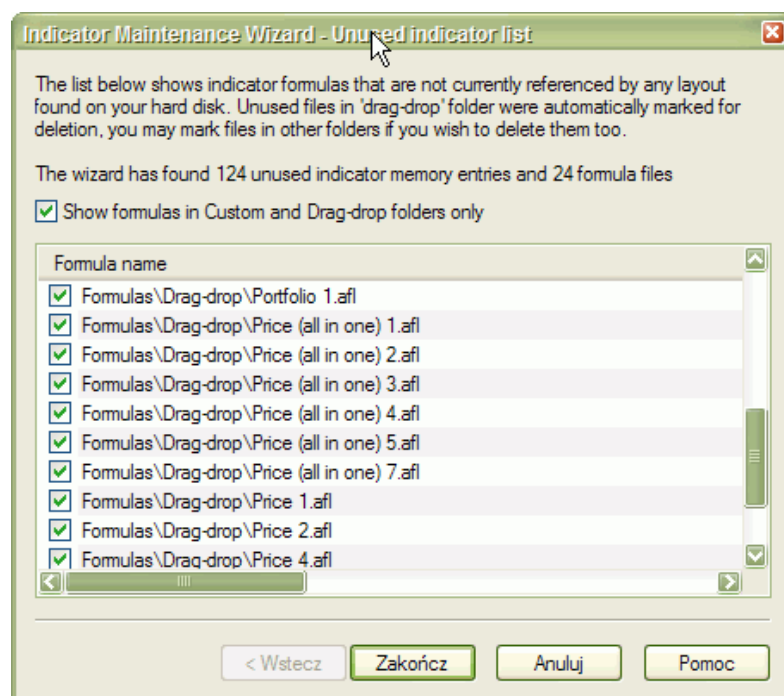 Indicator Maintenance Wizard - Unused indicator list
The list below shows indicator formulas that are not currently referenced by any layout
found on your hard disk. Unused files in 'drag-drop' folder were automatically marked for
deletion, you may mark files in other folders if you wish to delete them too.
The wizard has found 124 unused indicator memory entries and 24 formula files
Show formulas in Custom and Drag-drop folders only
Formula name
Formulas\Drag-drop\Portfolio 1.afl
Formulas\Drag-drop\Price (all in one) 1.afl
Formulas\Drag-drop\Price (all in one) 2.afl
Formulas\Drag-drop\Price (all in one) 3.afl
Formulas\Drag-drop\Price (all in one) 4.afl
Formulas\Drag-drop\Price (all in one) 5.afl
Formulas\Drag-drop\Price (all in one) 7.afl
Formulas\Drag-drop\Price 1.afl
Formulas\Drag-drop\Price 2.afl
Formulas\Drag-drop\Price 4.afl
< Wstecz Zakończ Anuluj Pomoc